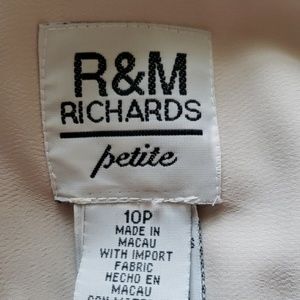 R&M
RICHARDS
petite
10P
MADE IN
MACAU
WITH IMPORT
FABRIC
HECHO EN
MACAU